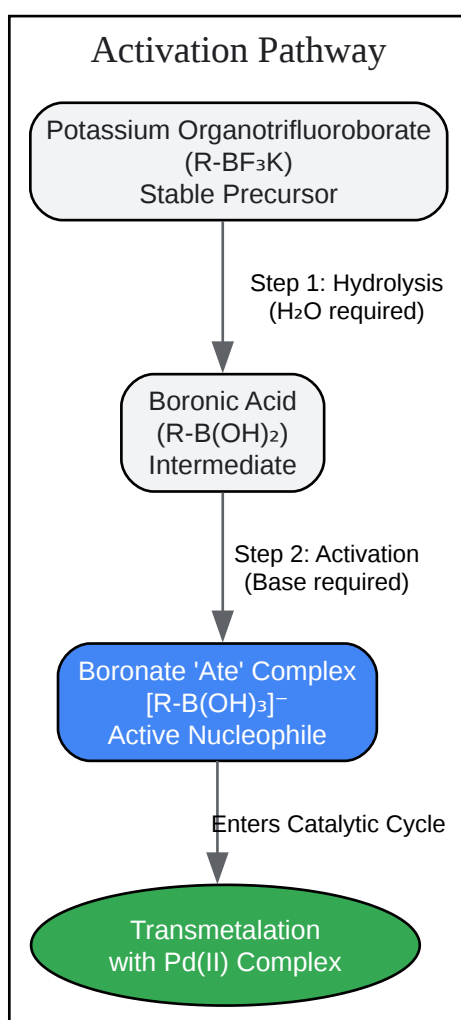 Activation Pathway
Potassium Organotrifluoroborate
(R-BF₃K)
Stable Precursor
Step 1: Hydrolysis
(H₂O required)
Boronic Acid
(R-B(OH)₂)
Intermediate
Step 2: Activation
(Base required)
Boronate 'Ate' Complex
[R-B(OH)₃]⁻
Active Nucleophile
Enters Catalytic Cycle
Transmetalation
with Pd(II) Complex